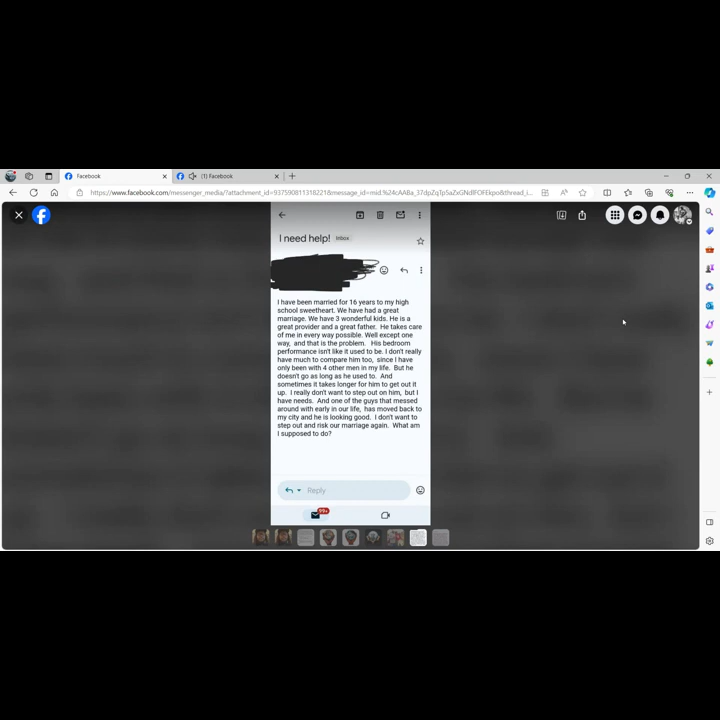 Facebook
(1) Facebook
I need help! Inbox
I have been married for 16 years to my high
school sweetheart. We have had a great
marriage. We have 3 wonderful kids. He is a
great provider and a great father. He takes care
of me in every way possible. Well except one
way, and that is the problem. His bedroom
performance isn't like it used to be. I don't really
have much to compare him too, since I have
only been with 4 other men in my life. But he
doesn't go as long as he used to. And
sometimes it takes longer for him to get out it
up. I really don't want to step out on him, but I
have needs. And one of the guys that messed
around with early in our life, has moved back to
my city and he is looking good. I don't want to
step out and risk our marriage again. What am
I supposed to do?
Reply
99+